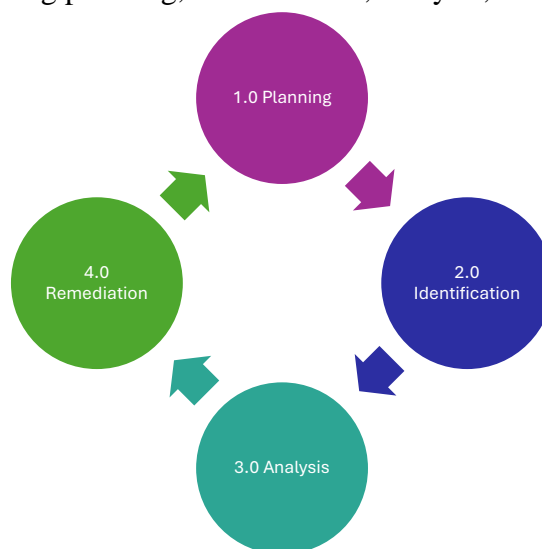 1.0 Planning
2.0
Identification
3.0 Analysis
4.0
Remediation